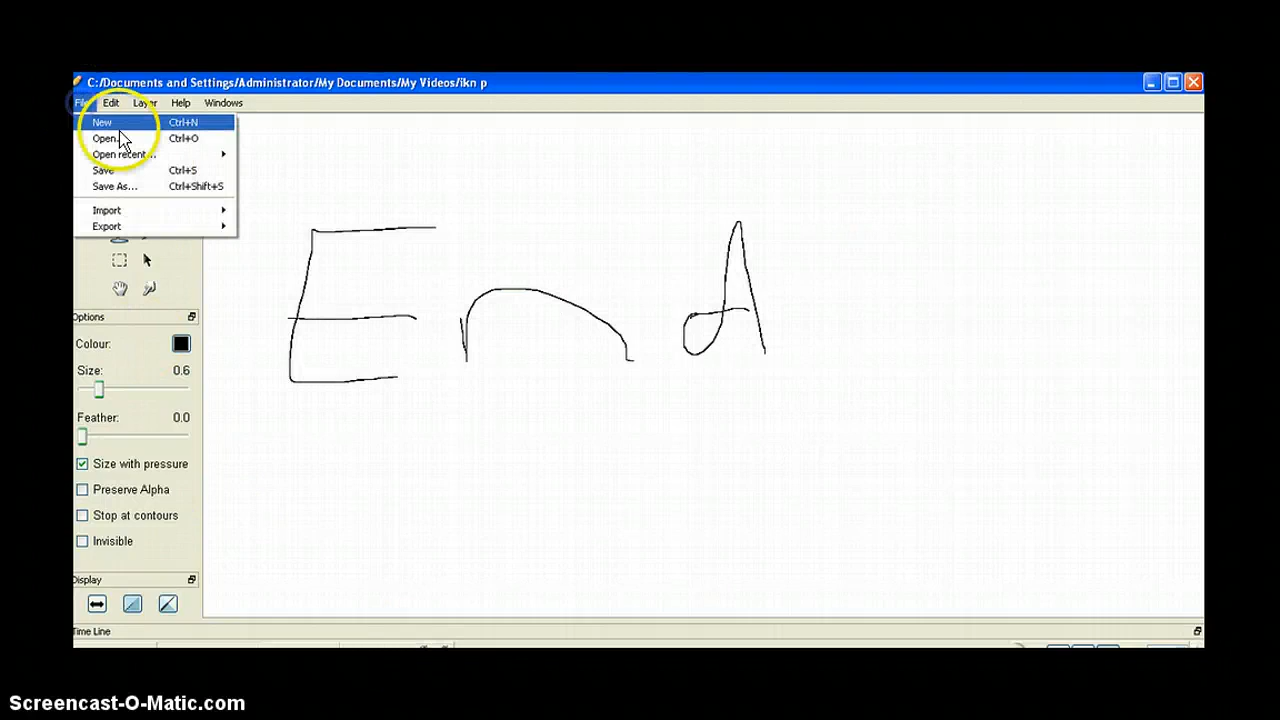 C:/Documents and Settings/Administrator/My Documents/My Videos/ikn p
File Edit Layer Help Windows
New Ctrl+N
Open... Ctrl+O
Open recent...
Save Ctrl+S
Save As... Ctrl+Shift+S
Import
Export
EnA
Options
Colour:
Size: 0.6
Feather: 0.0
Size with pressure
Preserve Alpha
Stop at contours
Invisible
Display
Time Line
Screencast-O-Matic.com